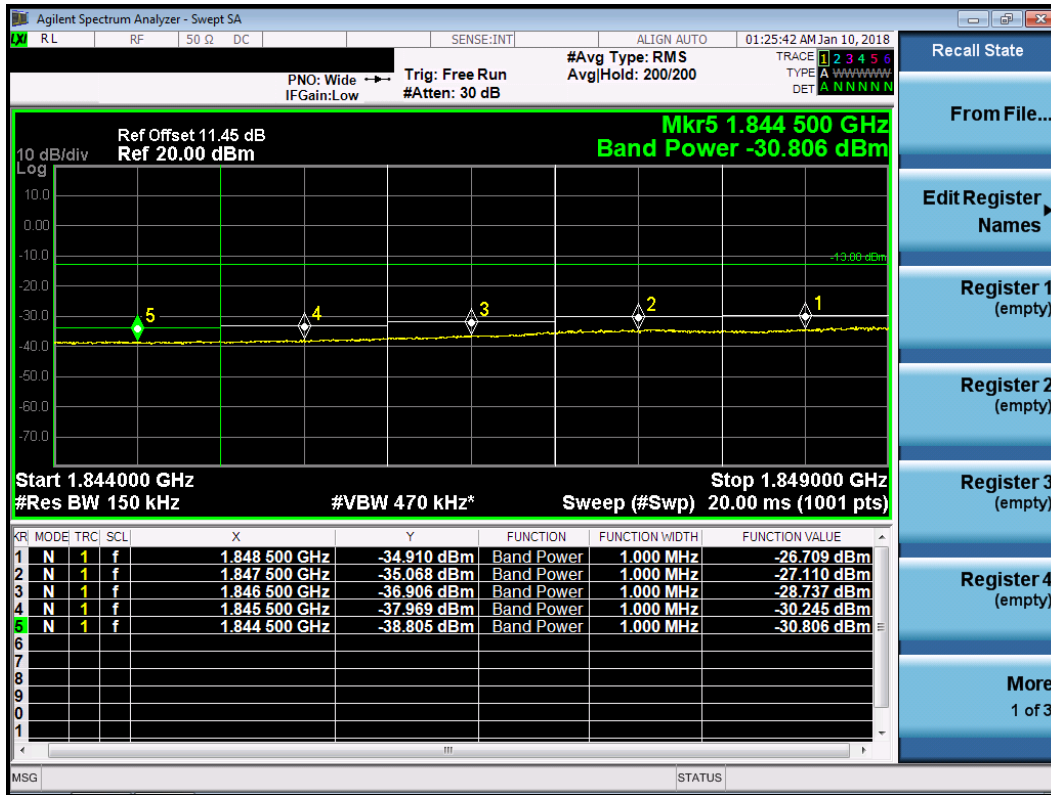 Agilent Spectrum Analyzer - Swept SA
LXI RL RF 50 Ω DC SENSE:INT ALIGN AUTO 01:25:42 AM Jan 10, 2018
Recall State
#Avg Type: RMS TRACE 1 2 3 4 5 6
PNO: Wide Trig: Free Run Avg|Hold: 200/200 TYPE A WWWWW
IFGain:Low #Atten: 30 dB DET A N N N N N
From File...
Ref Offset 11.45 dB Mkr5 1.844 500 GHz
10 dB/div Ref 20.00 dBm Band Power -30.806 dBm
Log
10.0
0.00
-10.0
-13.00 dBm
-20.0
-30.0
-40.0
-50.0
-60.0
-70.0
5 4 3 2 1
Start 1.844000 GHz Stop 1.849000 GHz
#Res BW 150 kHz #VBW 470 kHz* Sweep (#Swp) 20.00 ms (1001 pts)
KR MODE TRC SCL X Y FUNCTION FUNCTION WIDTH FUNCTION VALUE
1 N 1 f 1.848 500 GHz -34.910 dBm Band Power 1.000 MHz -26.709 dBm
2 N 1 f 1.847 500 GHz -35.068 dBm Band Power 1.000 MHz -27.110 dBm
3 N 1 f 1.846 500 GHz -36.906 dBm Band Power 1.000 MHz -28.737 dBm
4 N 1 f 1.845 500 GHz -37.969 dBm Band Power 1.000 MHz -30.245 dBm
5 N 1 f 1.844 500 GHz -38.805 dBm Band Power 1.000 MHz -30.806 dBm
6
7
8
9
0
1
Edit Register
Names
Register 1
(empty)
Register 2
(empty)
Register 3
(empty)
Register 4
(empty)
More
1 of 3
MSG STATUS